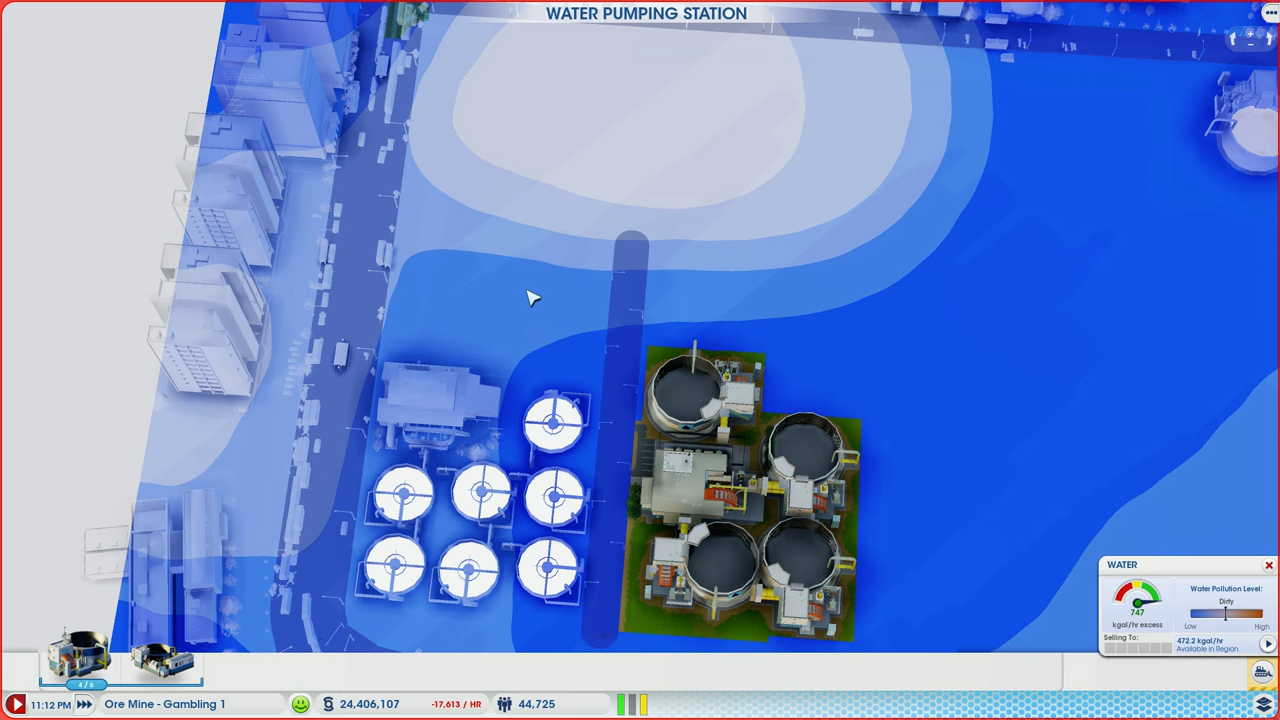 WATER PUMPING STATION
WATER
747
kgal/hr excess
Water Pollution Level:
Dirty
Low High
Selling To:
472.2 kgal/hr
Available in Region
4 / 6
11:12 PM
Ore Mine - Gambling 1
24,406,107
-17,613 / HR
44,725